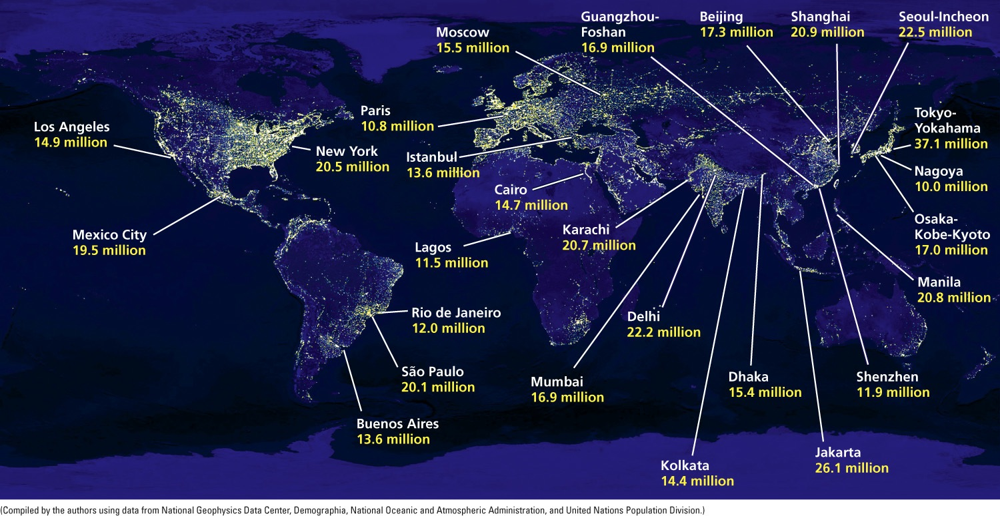 Guangzhou-
Foshan
16.9 million
Beijing
17.3 million
Shanghai
20.9 million
Seoul-Incheon
22.5 million
Moscow
15.5 million
Paris
10.8 million
Tokyo-
Yokahama
37.1 million
Los Angeles
14.9 million
New York
20.5 million
Istanbul
13.6 million
Nagoya
10.0 million
Cairo
14.7 million
Osaka-
Kobe-Kyoto
17.0 million
Mexico City
19.5 million
Karachi
20.7 million
Lagos
11.5 million
Manila
20.8 million
Rio de Janeiro
12.0 million
Delhi
22.2 million
São Paulo
20.1 million
Mumbai
16.9 million
Dhaka
15.4 million
Shenzhen
11.9 million
Buenos Aires
13.6 million
Jakarta
26.1 million
Kolkata
14.4 million
(Compiled by the authors using data from National Geophysics Data Center, Demographia, National Oceanic and Atmospheric Administration, and United Nations Population Division.)